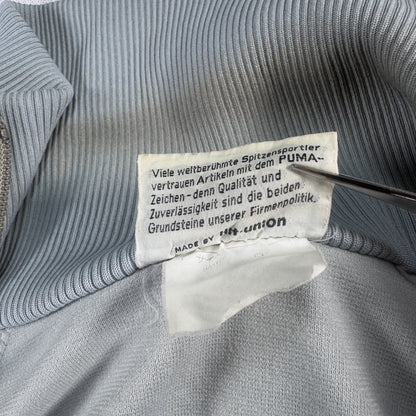 Viele weltberühmte Spitzensportler
vertrauen Artikeln mit dem PUMA-
Zeichen-denn Qualität und
Zuverlässigkeit sind die beiden
Grundsteine unserer Firmenpolitik.
MADE BY union